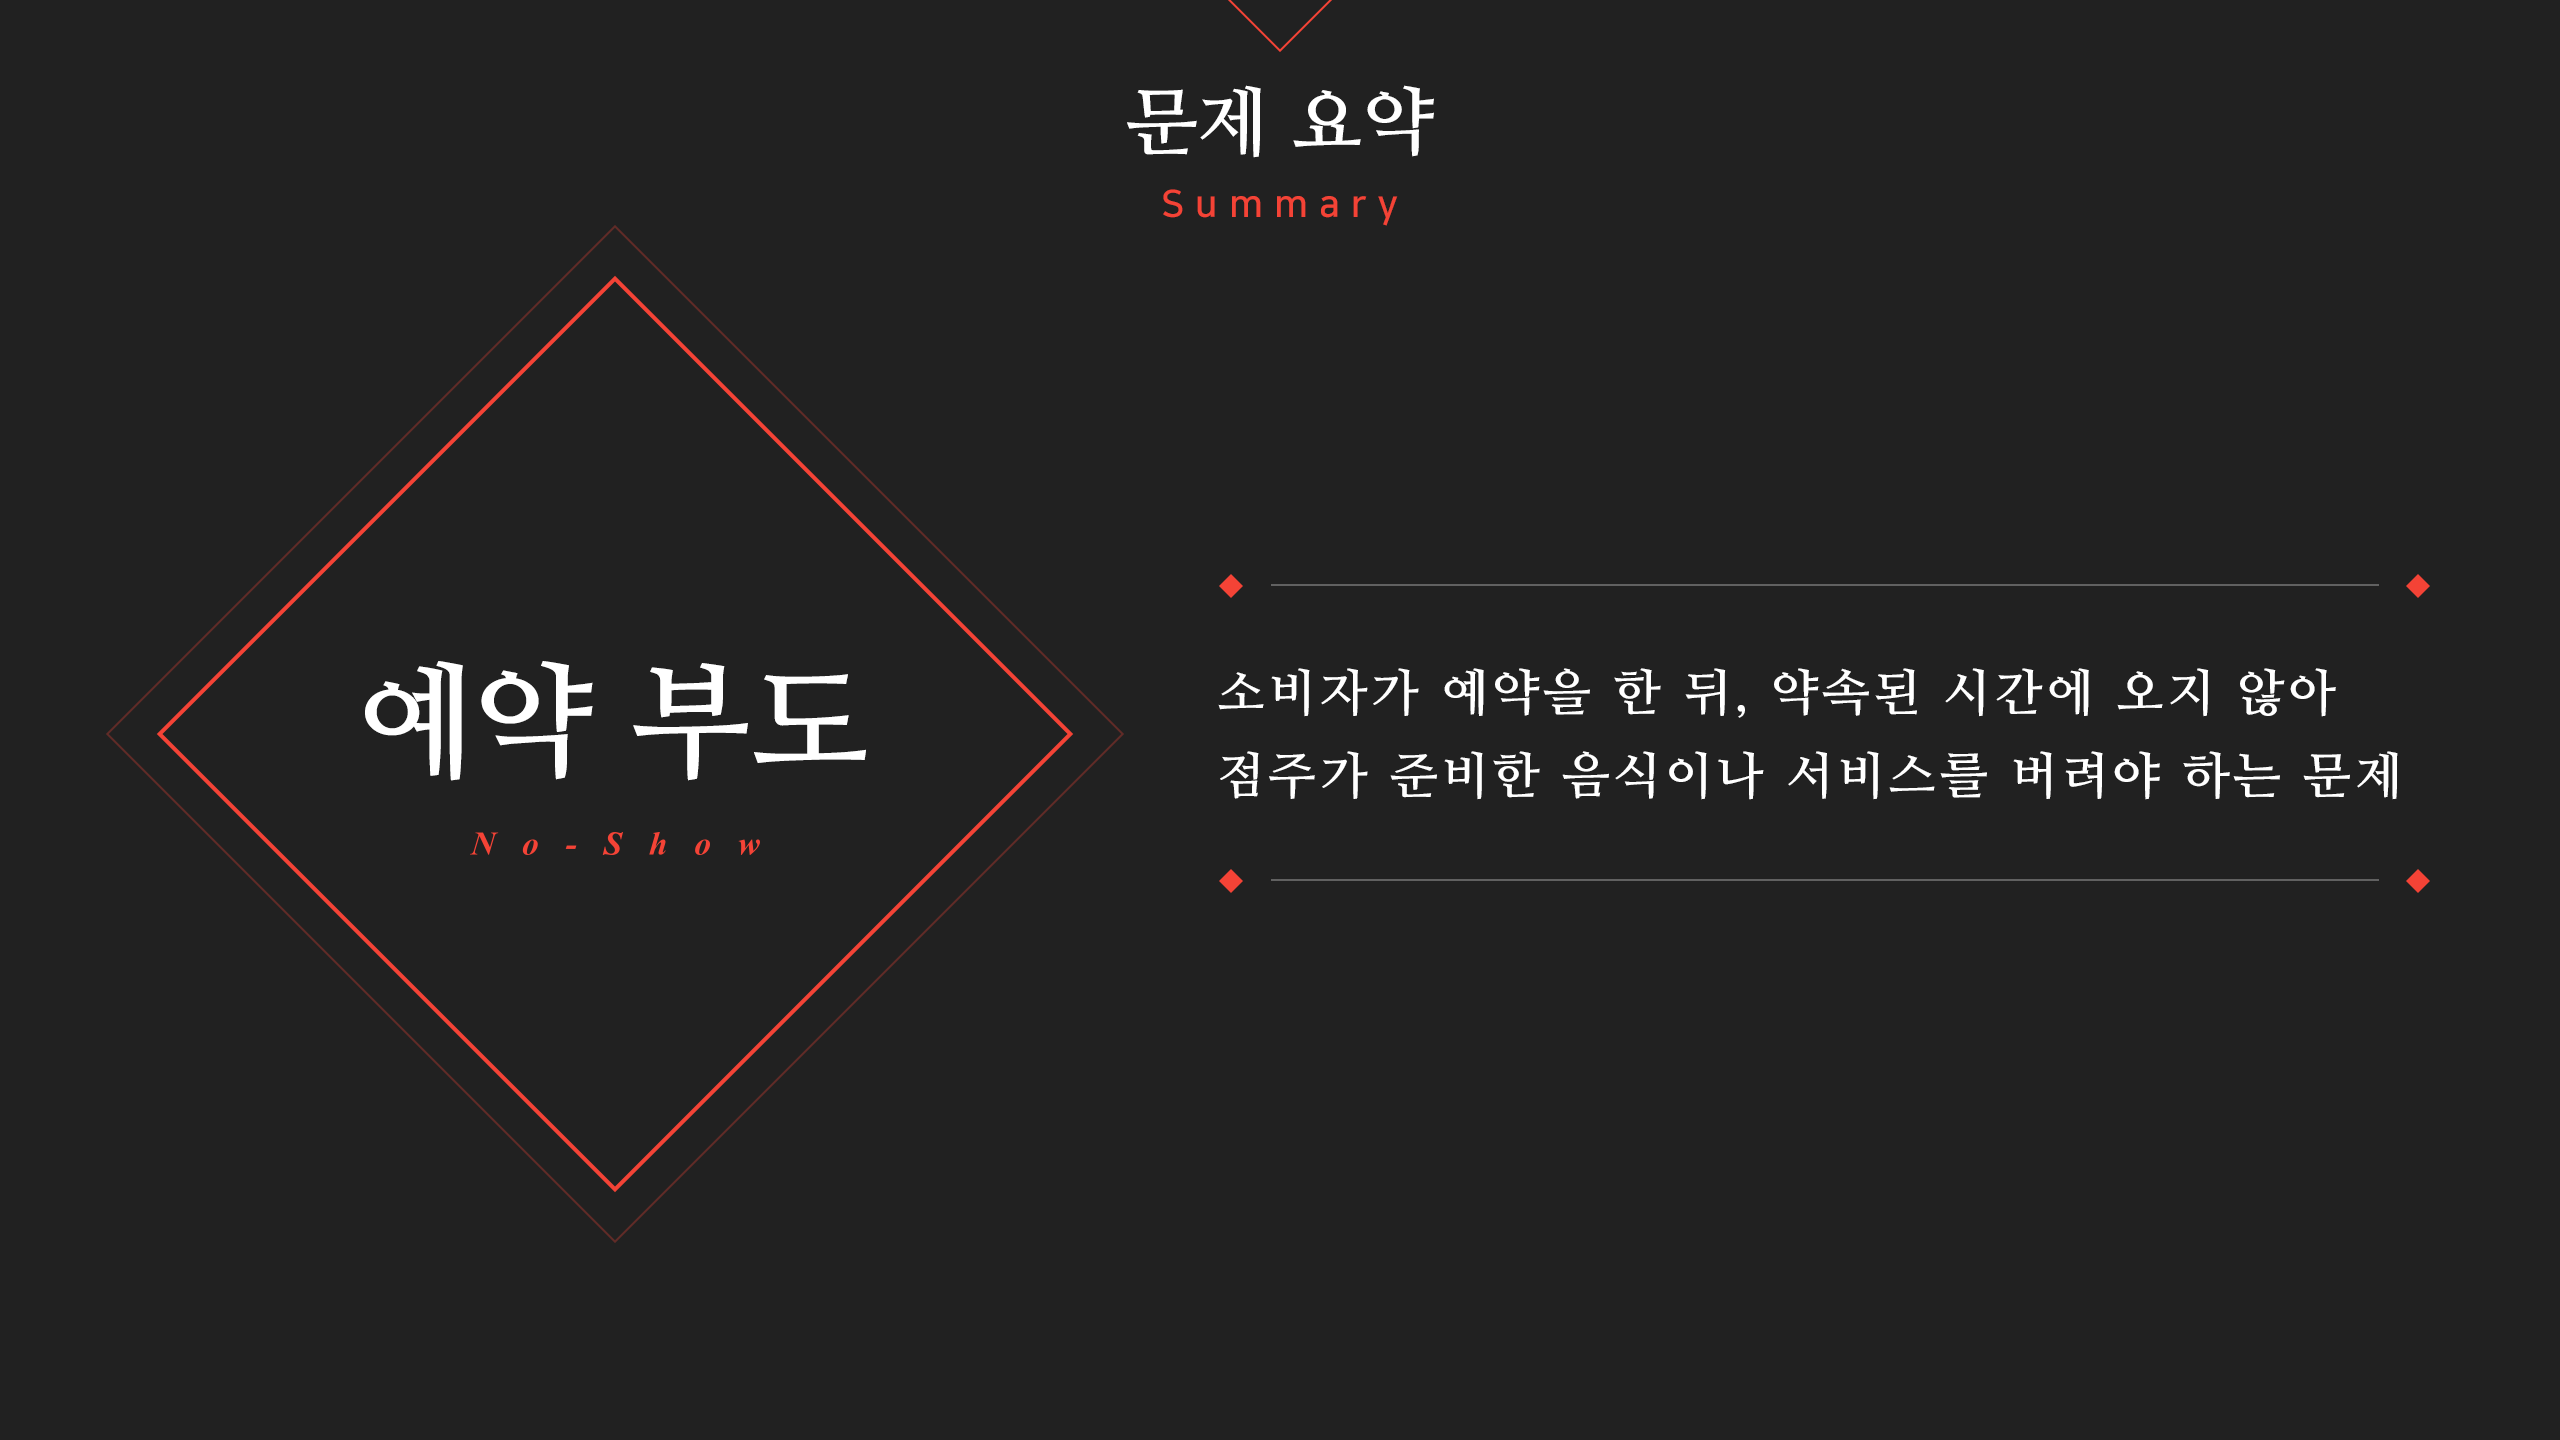 문제 요약
Summary
예약 부도
No-Show
소비자가 예약을 한 뒤, 약속된 시간에 오지 않아
점주가 준비한 음식이나 서비스를 버려야 하는 문제